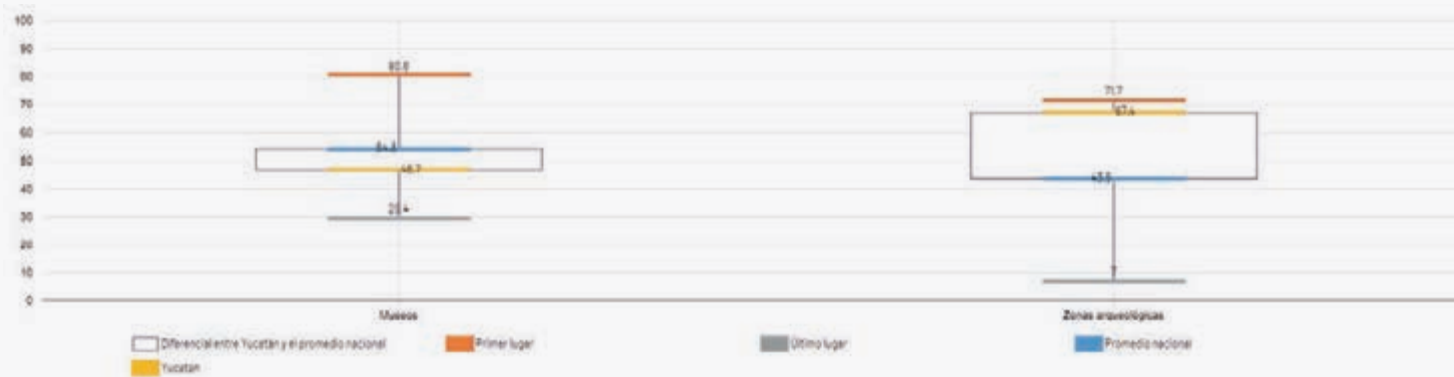 100
90
80
70
60
50
40
30
20
10
0
80.8
46.7
71.7
67.4
Museos
Zonas arqueológicas
Diferencial entre Yucatán y el promedio nacional
Primer lugar
Último lugar
Promedio nacional
Yucatán